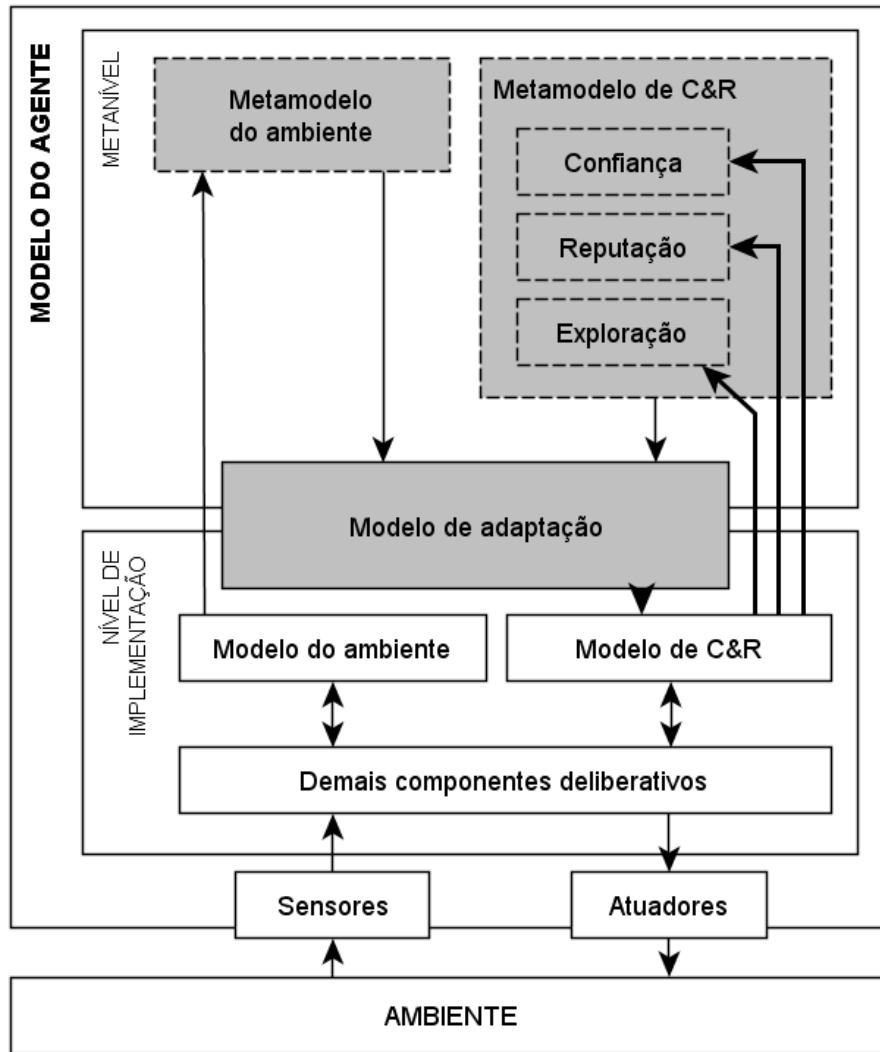 MODELO DO AGENTE
METANÍVEL
Metamodelo
do ambiente
Metamodelo de C&R
Confiança
Reputação
Exploração
Modelo de adaptação
NÍVEL DE
IMPLEMENTAÇÃO
Modelo do ambiente
Modelo de C&R
Demais componentes deliberativos
Sensores
Atuadores
AMBIENTE